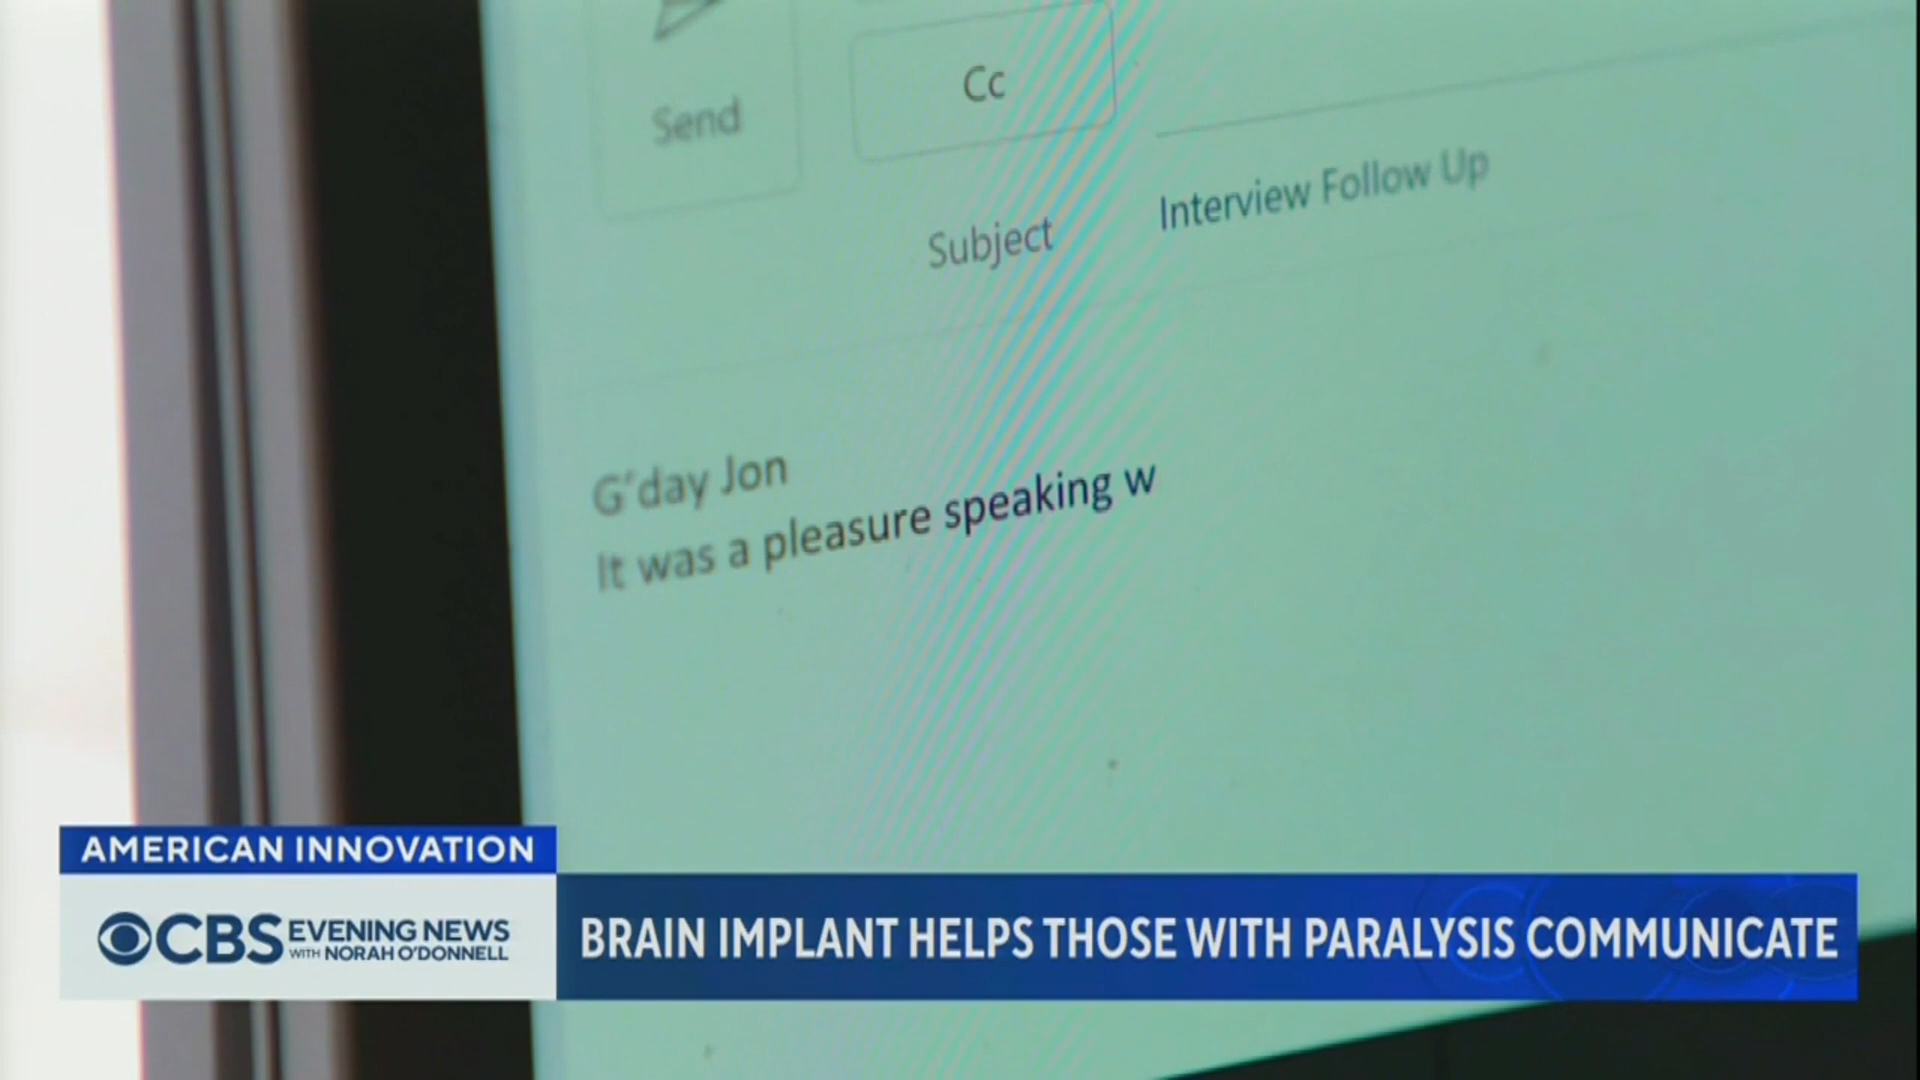 Send
Cc
Subject
Interview Follow Up
G'day Jon
It was a pleasure speaking w
AMERICAN INNOVATION
CBS EVENING NEWS
WITH NORAH O'DONNELL
BRAIN IMPLANT HELPS THOSE WITH PARALYSIS COMMUNICATE